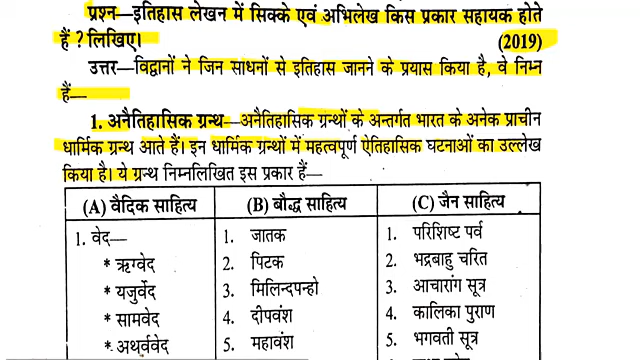 प्रश्न– इतिहास लेखन में सिक्के एवं अभिलेख किस प्रकार सहायक होते
हैं ? लिखिए। (2019)
उत्तर– विद्वानों ने जिन साधनों से इतिहास जानने के प्रयास किया है, वे निम्न
हैं—
1. अनैतिहासिक ग्रन्थ–अनैतिहासिक ग्रन्थों के अन्तर्गत भारत के अनेक प्राचीन
धार्मिक ग्रन्थ आते हैं। इन धार्मिक ग्रन्थों में महत्वपूर्ण ऐतिहासिक घटनाओं का उल्लेख
किया है। ये ग्रन्थ निम्नलिखित इस प्रकार हैं—
(A) वैदिक साहित्य (B) बौद्ध साहित्य (C) जैन साहित्य
1. वेद— 1. जातक 1. परिशिष्ट पर्व
* ऋग्वेद 2. पिटक 2. भद्रबाहु चरित
* यजुर्वेद 3. मिलिन्दपन्हो 3. आचारांग सूत्र
* सामवेद 4. दीपवंश 4. कालिका पुराण
* अथर्ववेद 5. महावंश 5. भगवती सूत्र